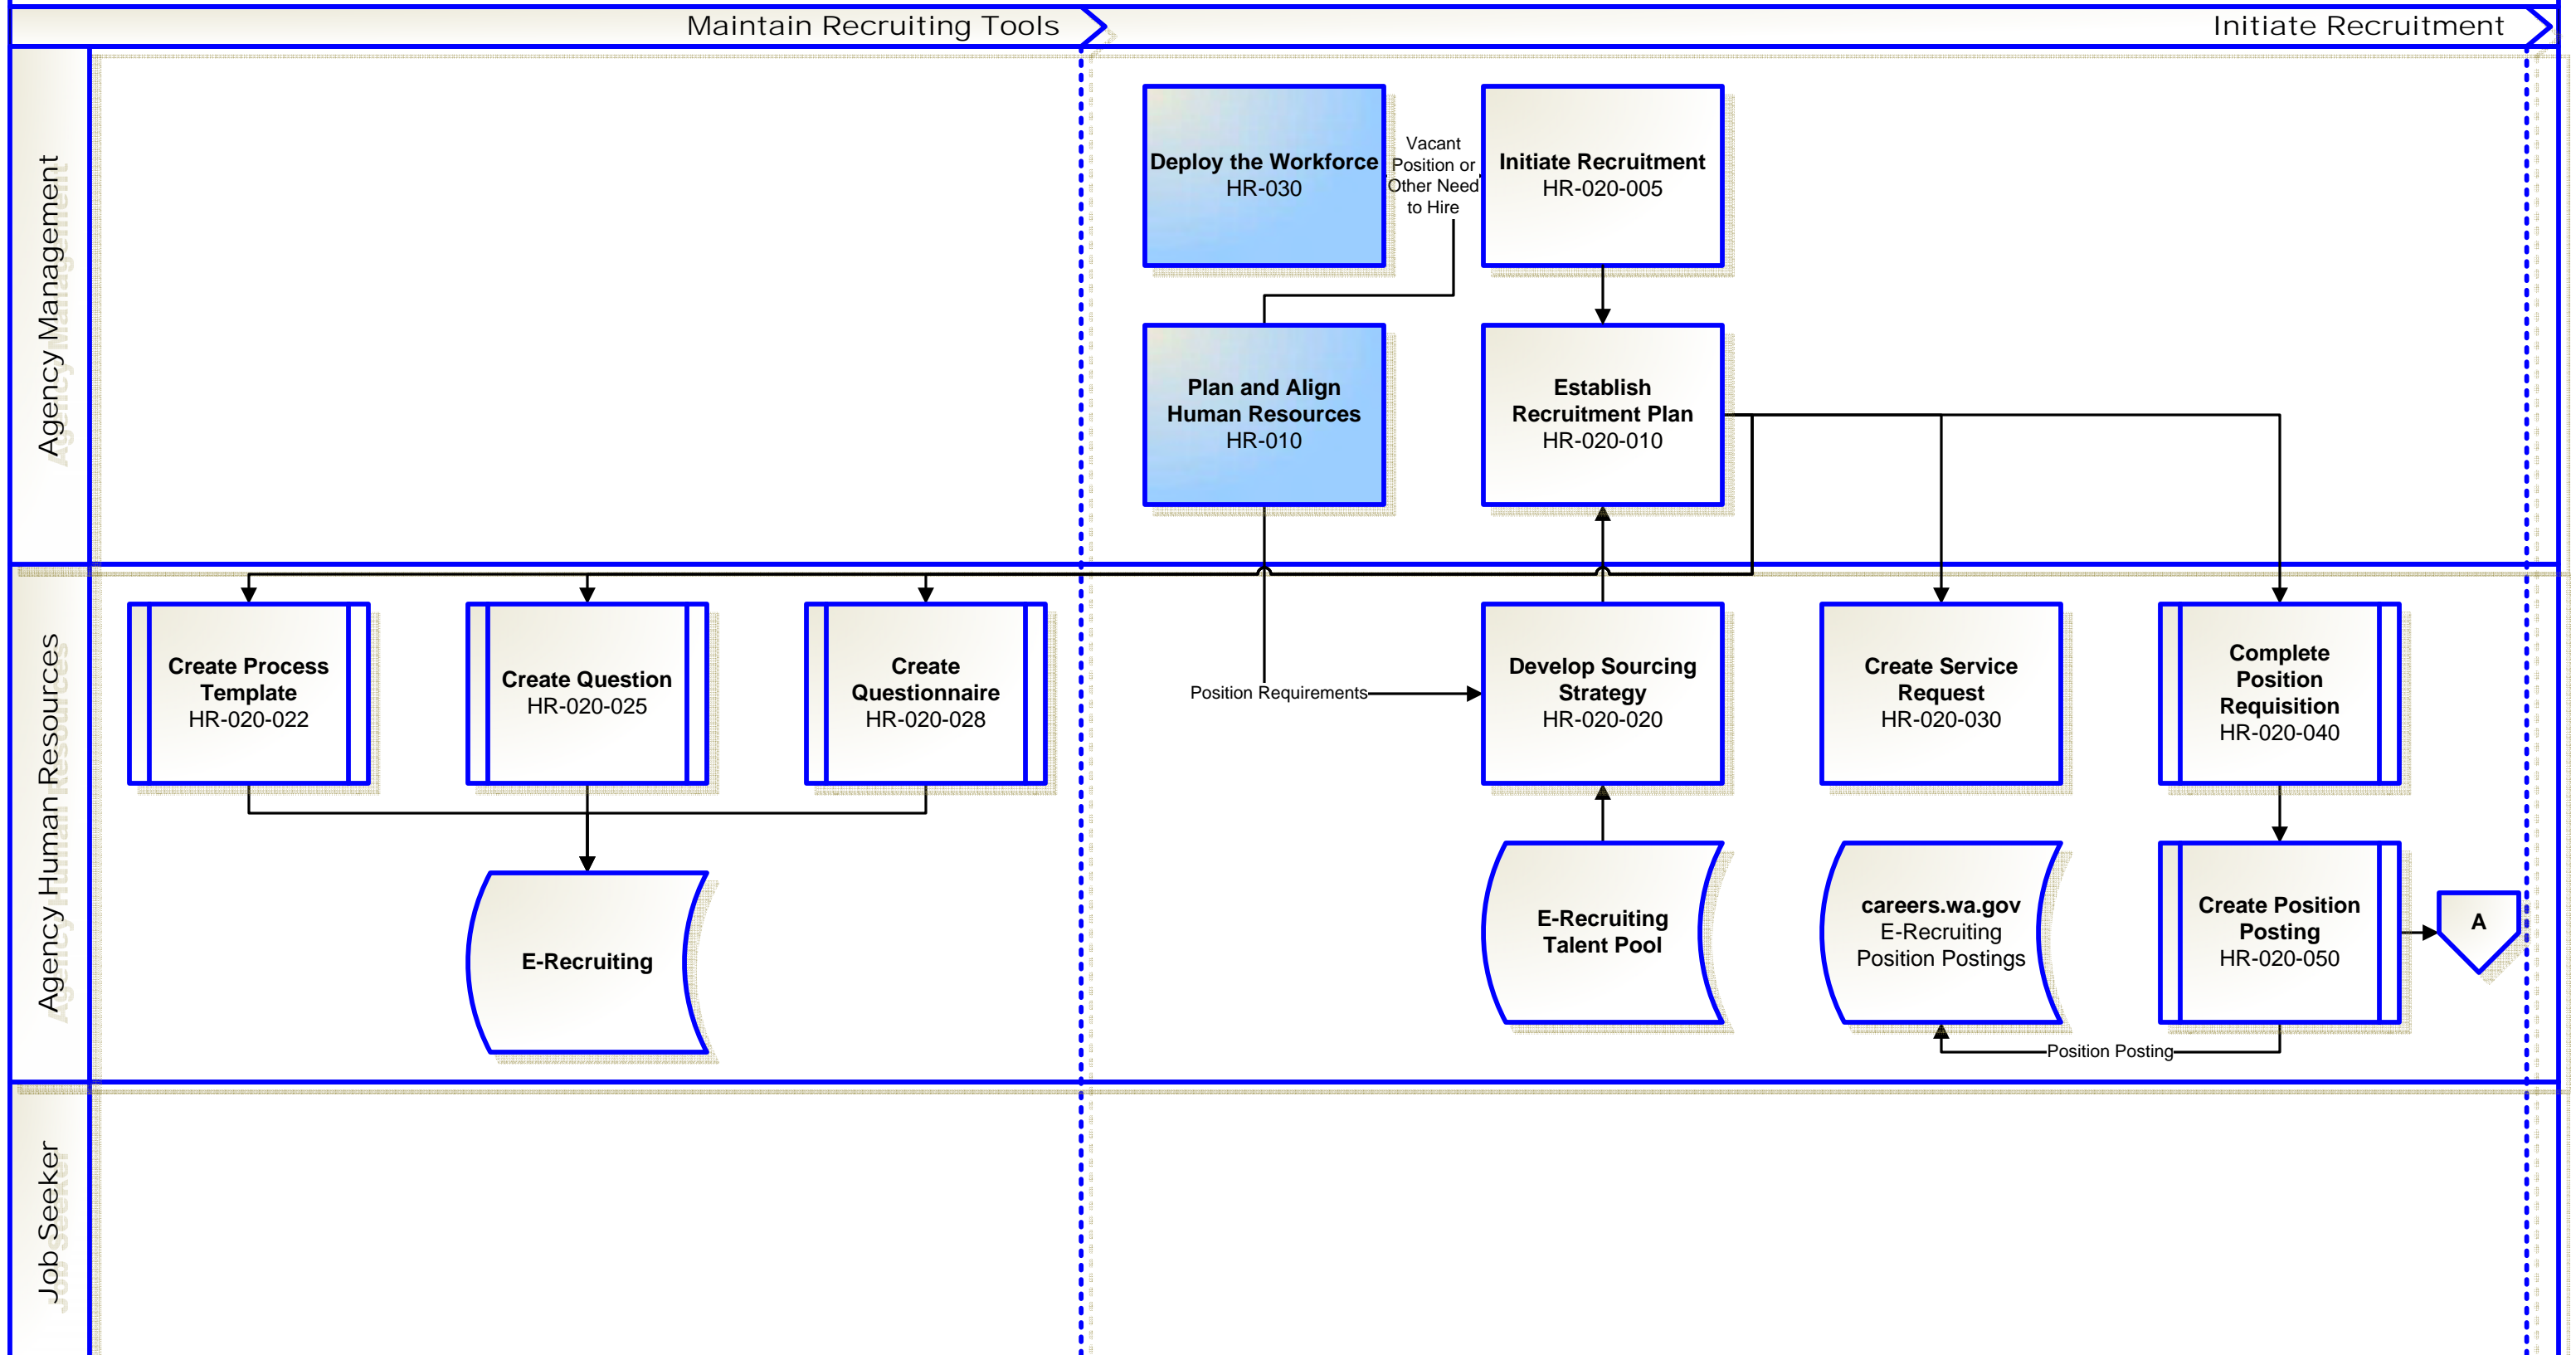 Maintain Recruiting Tools
Initiate Recruitment
Agency Management
Deploy the Workforce
HR-030
Vacant
Position or
Other Need
to Hire
Initiate Recruitment
HR-020-005
Plan and Align
Human Resources
HR-010
Establish
Recruitment Plan
HR-020-010
Agency Human Resources
Create Process
Template
HR-020-022
Create Question
HR-020-025
Create
Questionnaire
HR-020-028
Position Requirements
Develop Sourcing
Strategy
HR-020-020
Create Service
Request
HR-020-030
Complete
Position
Requisition
HR-020-040
E-Recruiting
E-Recruiting
Talent Pool
careers.wa.gov
E-Recruiting
Position Postings
Create Position
Posting
HR-020-050
A
Position Posting
Job Seeker